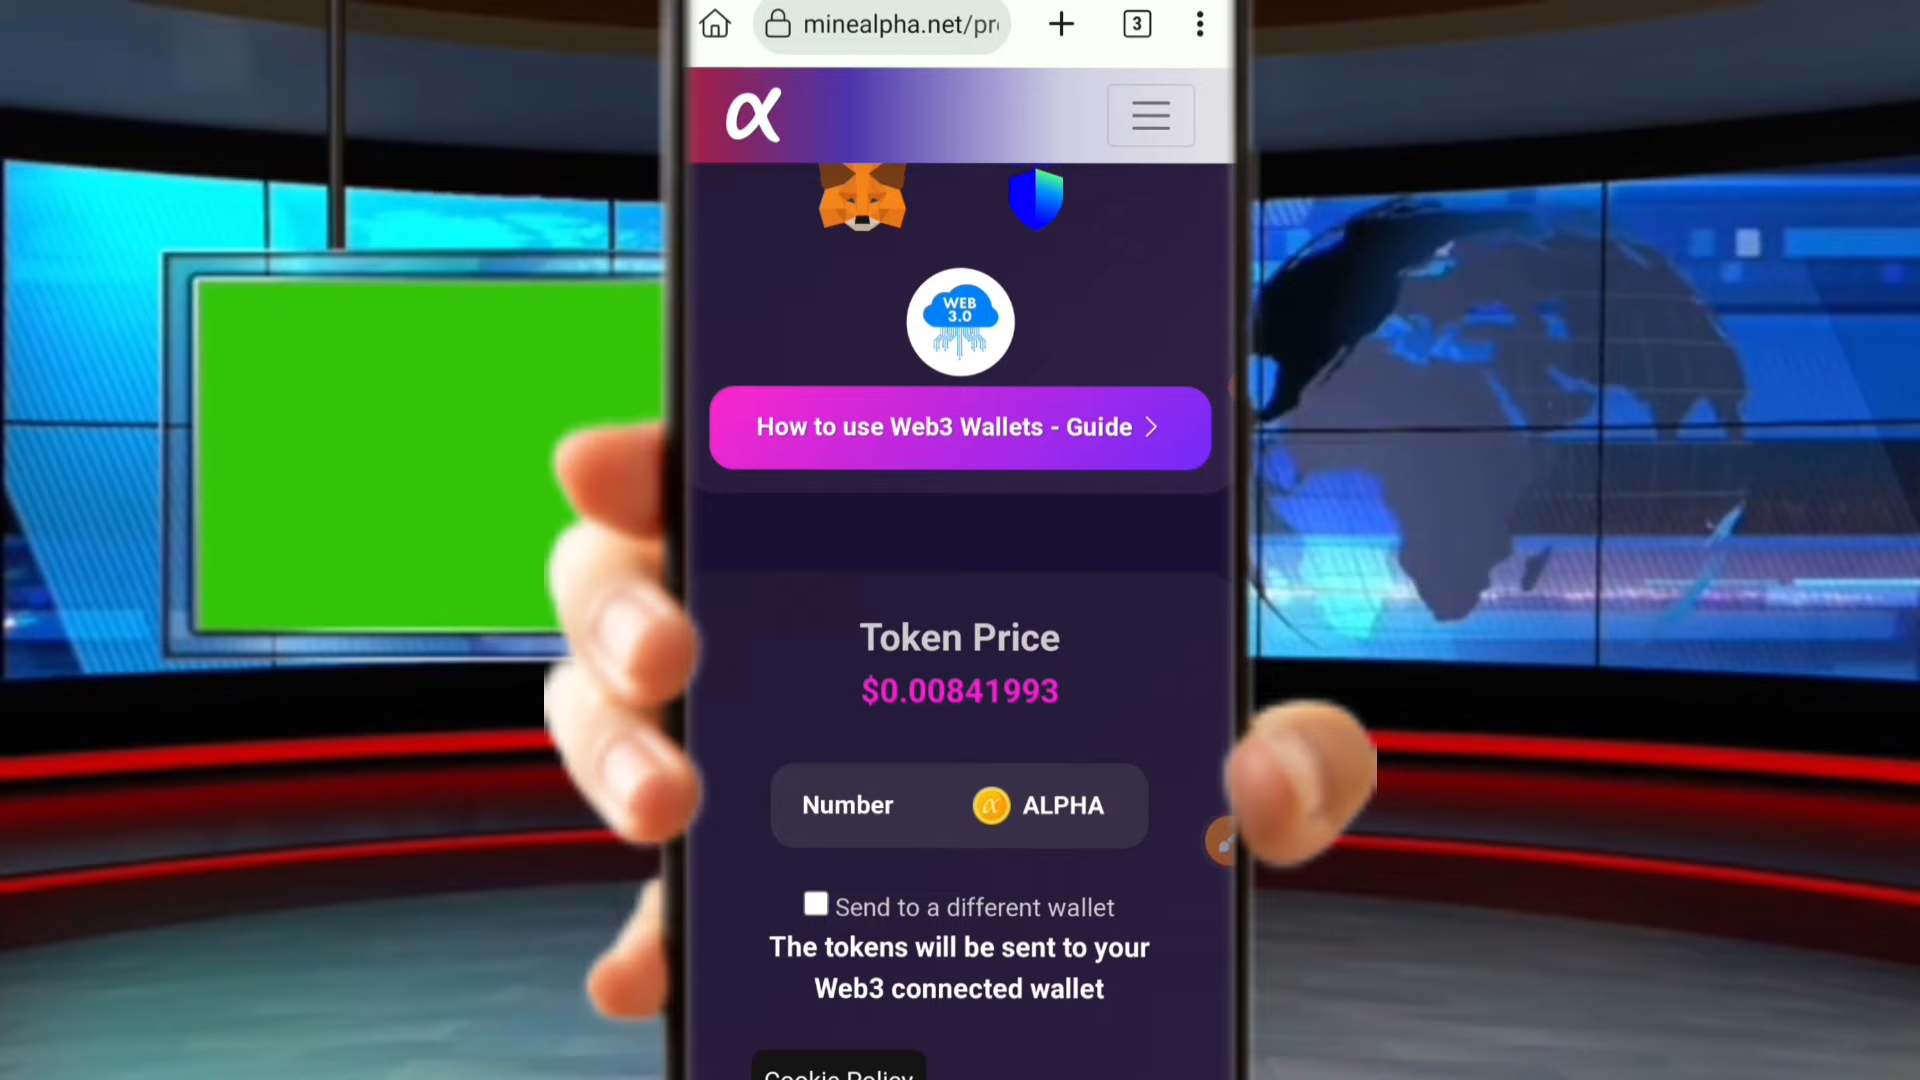 minealpha.net/pr
3
α
WEB
3.0
How to use Web3 Wallets - Guide
Token Price
$0.00841993
Number
α
ALPHA
Send to a different wallet
The tokens will be sent to your
Web3 connected wallet
Cookie Policy